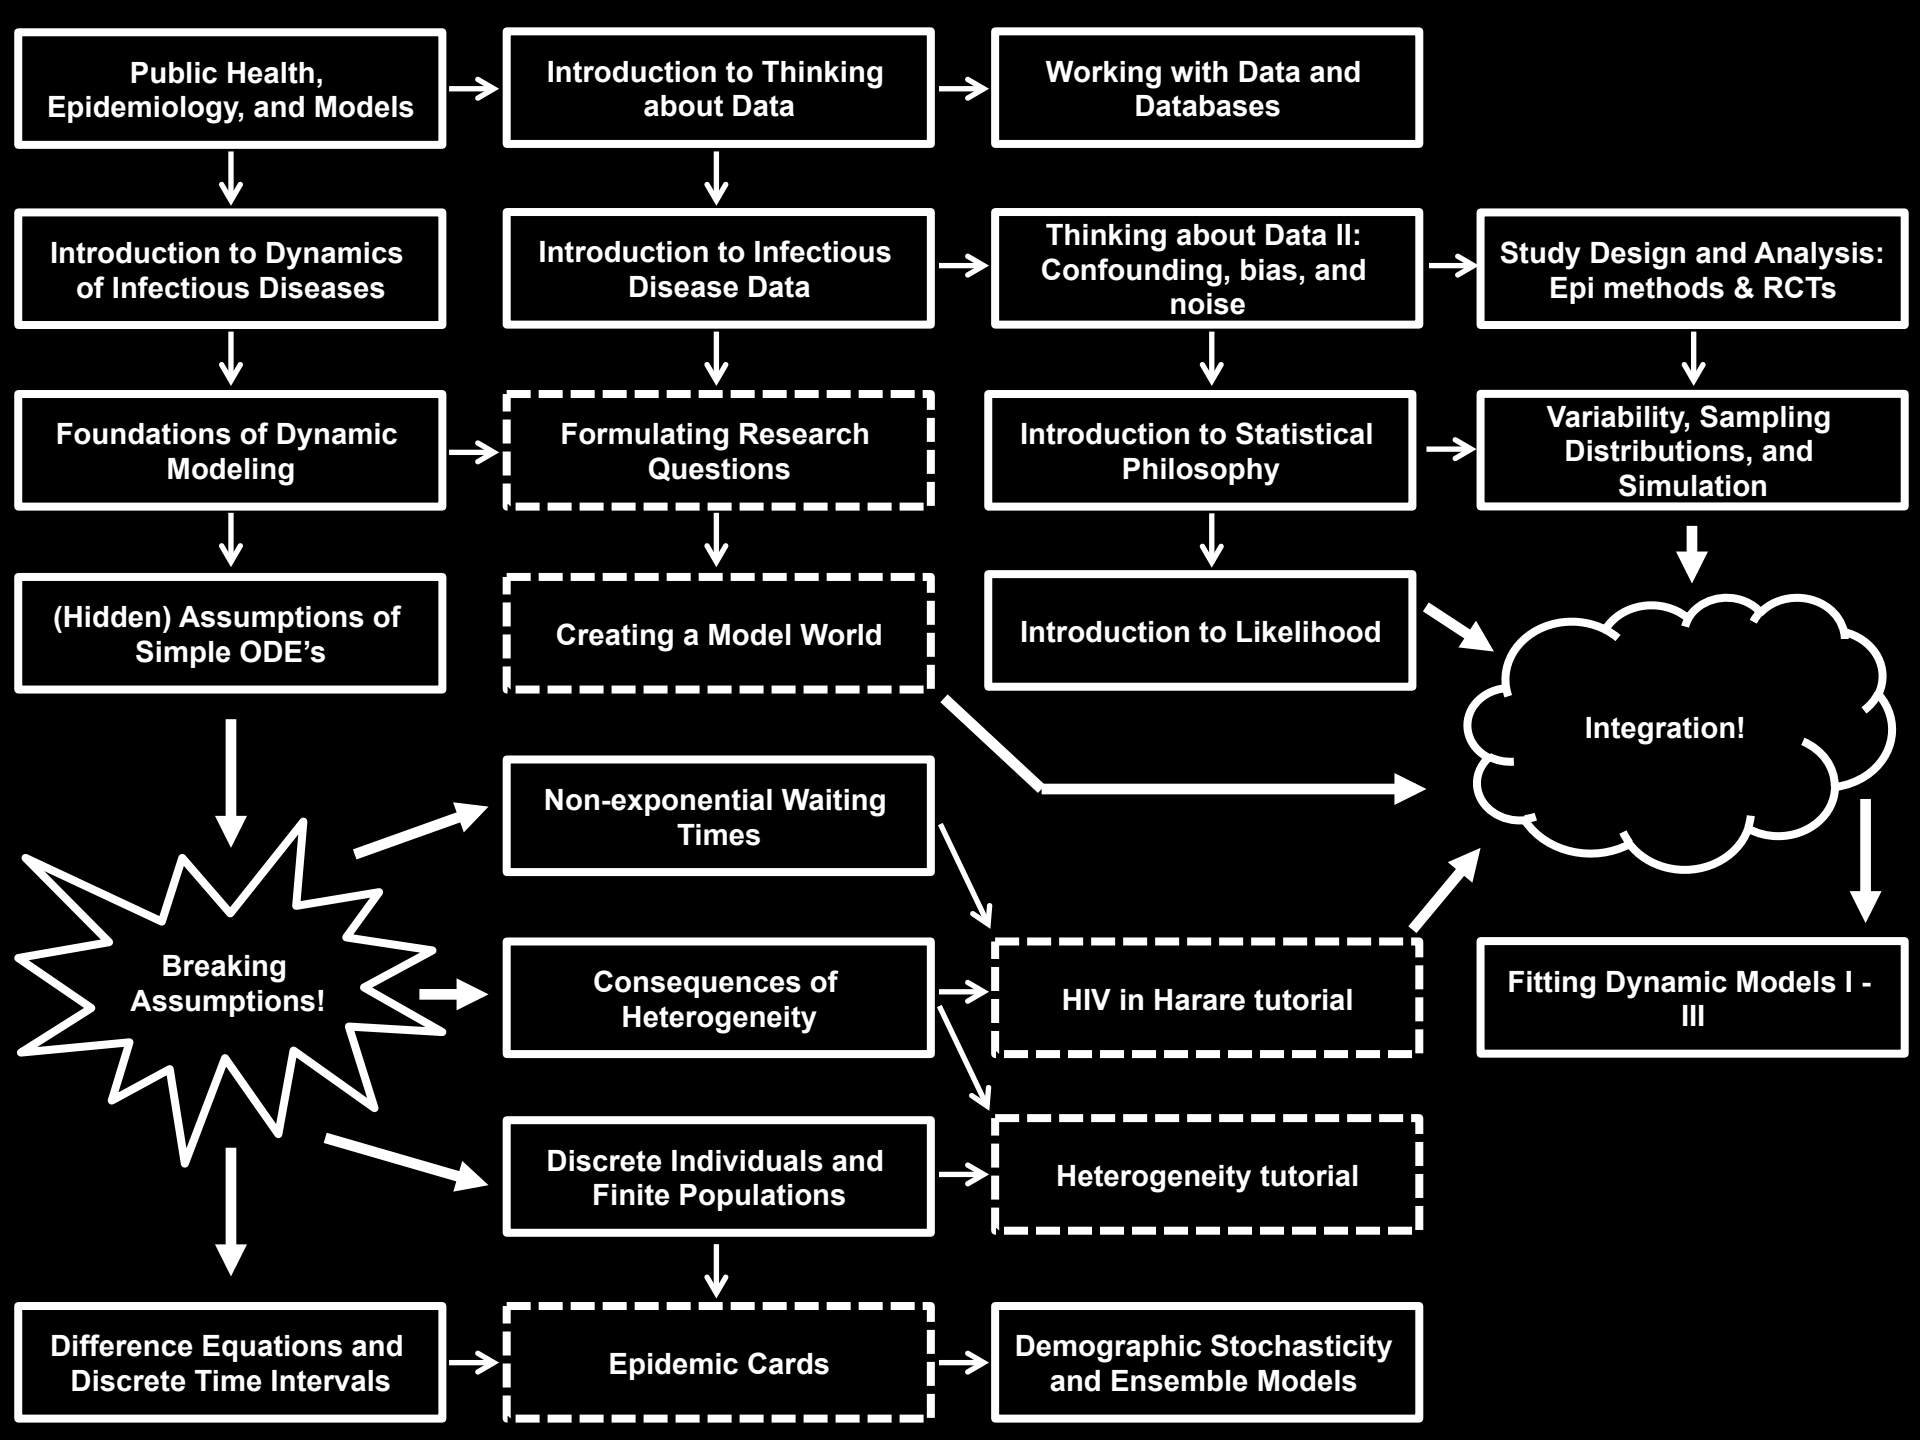 Public Health,
Epidemiology, and Models
Introduction to Thinking
about Data
Working with Data and
Databases
Introduction to Dynamics
of Infectious Diseases
Introduction to Infectious
Disease Data
Thinking about Data II:
Confounding, bias, and
noise
Study Design and Analysis:
Epi methods & RCTs
Foundations of Dynamic
Modeling
Formulating Research
Questions
Introduction to Statistical
Philosophy
Variability, Sampling
Distributions, and
Simulation
(Hidden) Assumptions of
Simple ODE’s
Creating a Model World
Introduction to Likelihood
Integration!
Non-exponential Waiting
Times
Breaking
Assumptions!
Consequences of
Heterogeneity
HIV in Harare tutorial
Fitting Dynamic Models I -
III
Discrete Individuals and
Finite Populations
Heterogeneity tutorial
Difference Equations and
Discrete Time Intervals
Epidemic Cards
Demographic Stochasticity
and Ensemble Models